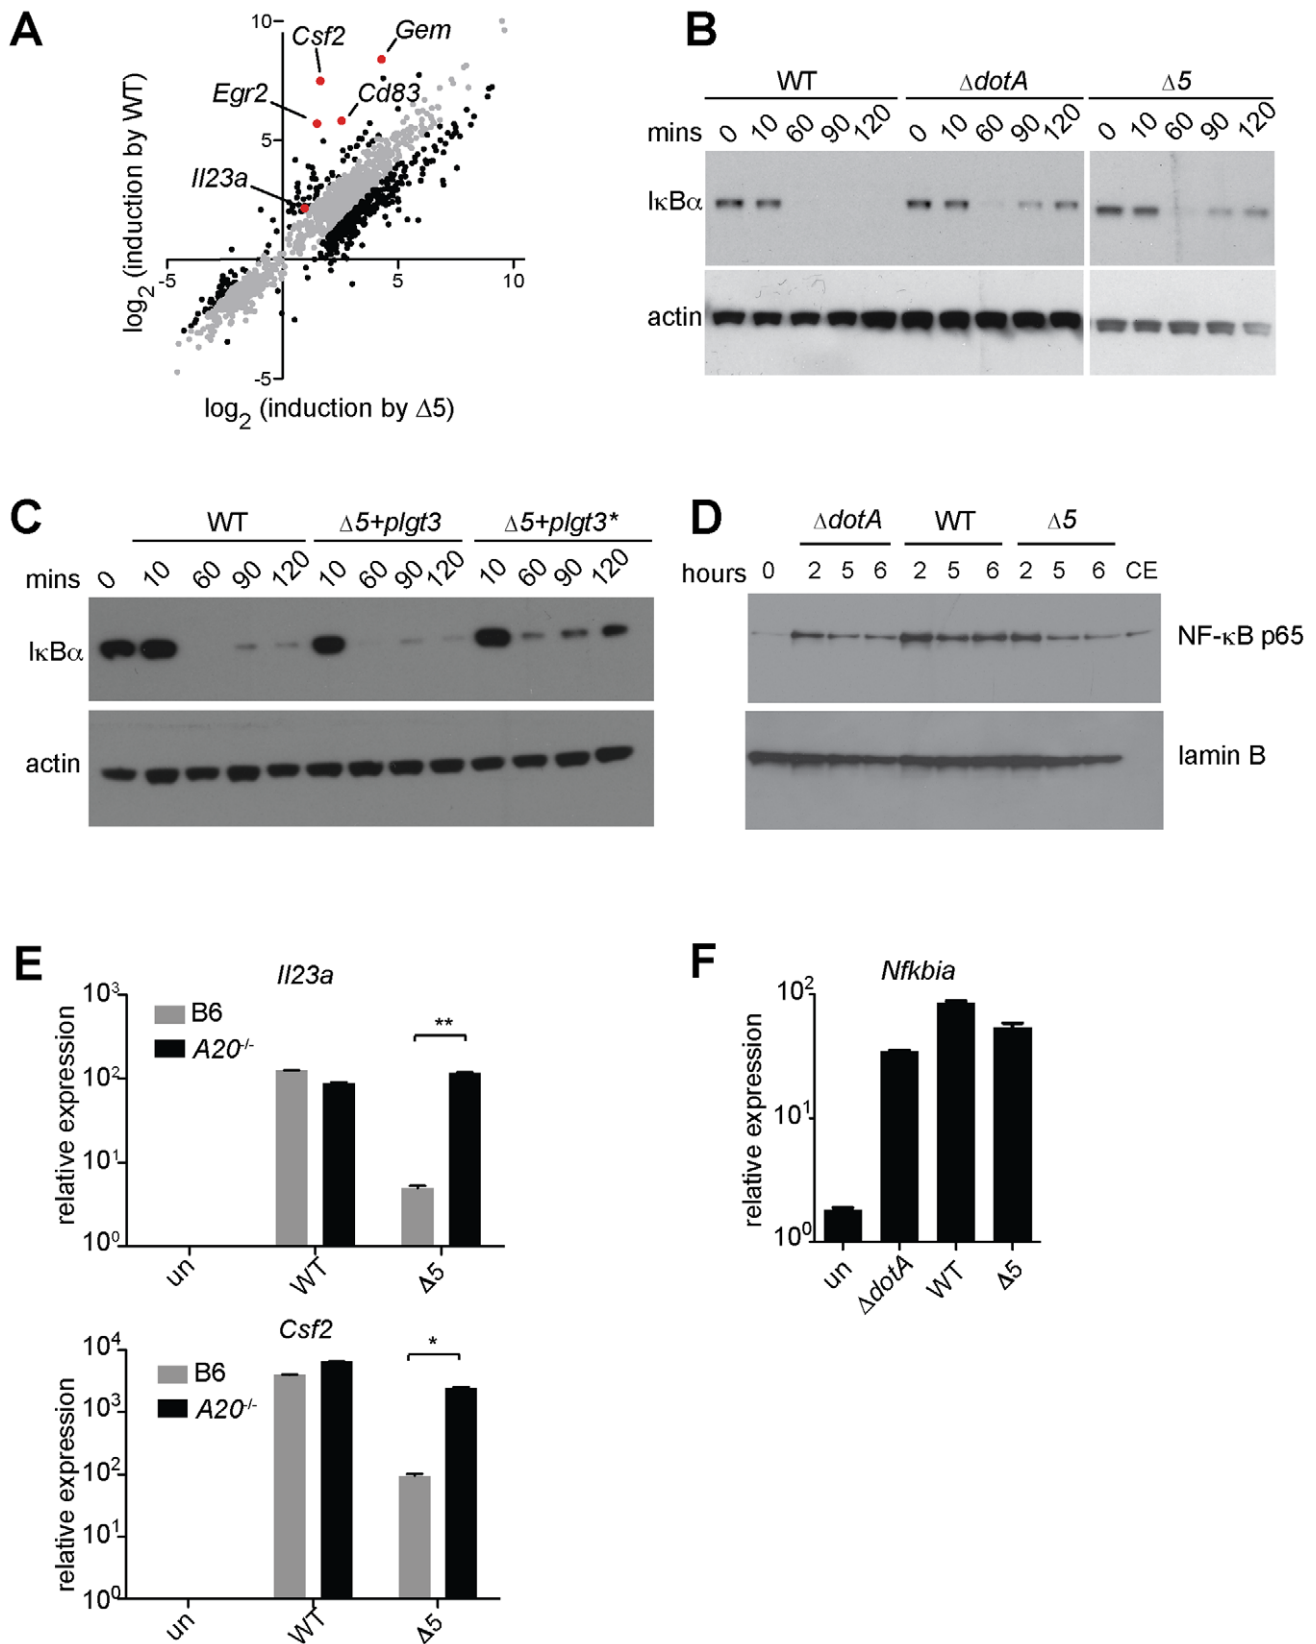 A
10
Csf2
Gem
Egr2
Cd83
5
Il23a
-5
5
10
-5
log2 (induction by WT)
log2 (induction by Δ5)
B
WT
ΔdotA
Δ5
mins
0 10 60 90 120 0 10 60 90 120 0 10 60 90 120
IκBα
actin
C
WT
Δ5+plgt3
Δ5+plgt3*
mins
0 10 60 90 120 10 60 90 120 10 60 90 120
IκBα
actin
D
ΔdotA
WT
Δ5
hours 0 2 5 6 2 5 6 2 5 6 CE
NF-κB p65
lamin B
E
Il23a
relative expression
10³
10²
10¹
10⁰
B6
A20-/-
**
un
WT
Δ5
Csf2
relative expression
10⁴
10³
10²
10¹
10⁰
B6
A20-/-
*
un
WT
Δ5
F
Nfkbia
relative expression
10²
10¹
10⁰
un
ΔdotA
WT
Δ5